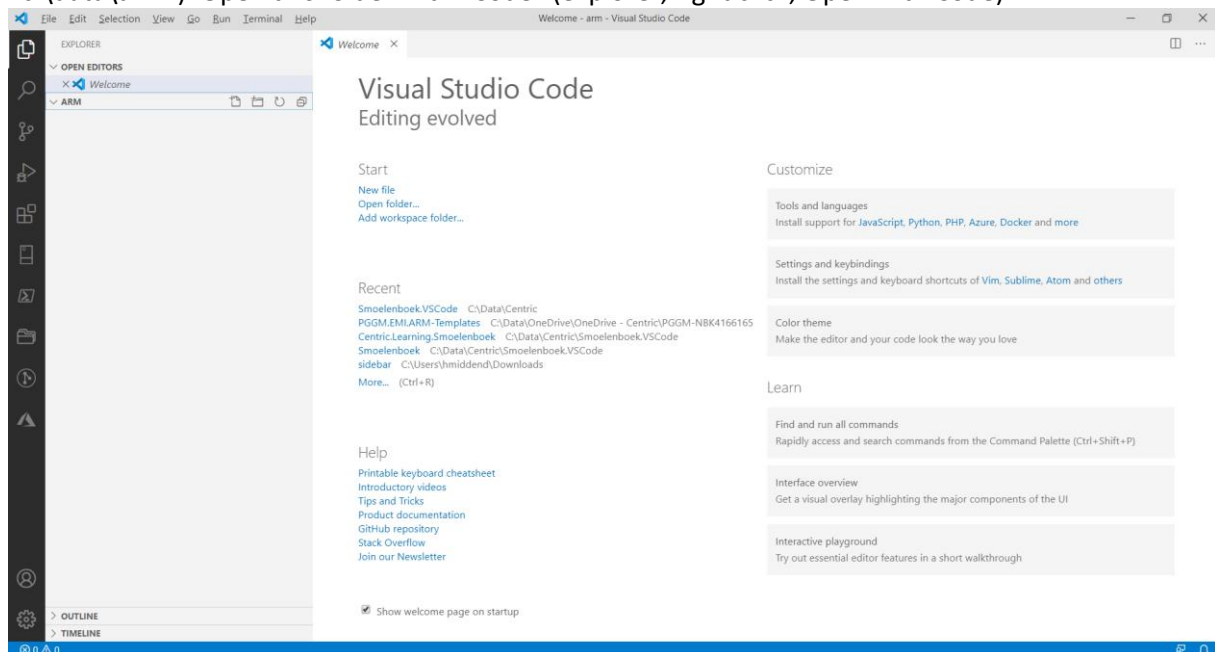 File Edit Selection View Go Run Terminal Help
Welcome - arm - Visual Studio Code
EXPLORER
OPEN EDITORS
Welcome
ARM
Welcome
Visual Studio Code
Editing evolved
Start
New file
Open folder...
Add workspace folder...
Recent
Smoelenboek.VSCode C:\Data\Centric
PGGM.EMI.ARM-Templates C:\Data\OneDrive\OneDrive - Centric\PGGM-NBK4166165
Centric.Learning.Smoelenboek C:\Data\Centric\Smoelenboek.VSCode
Smoelenboek C:\Data\Centric\Smoelenboek.VSCode
sidebar C:\Users\hmiddend\Downloads
More... (Ctrl+R)
Help
Printable keyboard cheatsheet
Introductory videos
Tips and Tricks
Product documentation
GitHub repository
Stack Overflow
Join our Newsletter
Show welcome page on startup
Customize
Tools and languages
Install support for JavaScript, Python, PHP, Azure, Docker and more
Settings and keybindings
Install the settings and keyboard shortcuts of Vim, Sublime, Atom and others
Color theme
Make the editor and your code look the way you love
Learn
Find and run all commands
Rapidly access and search commands from the Command Palette (Ctrl+Shift+P)
Interface overview
Get a visual overlay highlighting the major components of the UI
Interactive playground
Try out essential editor features in a short walkthrough
OUTLINE
TIMELINE
0 0